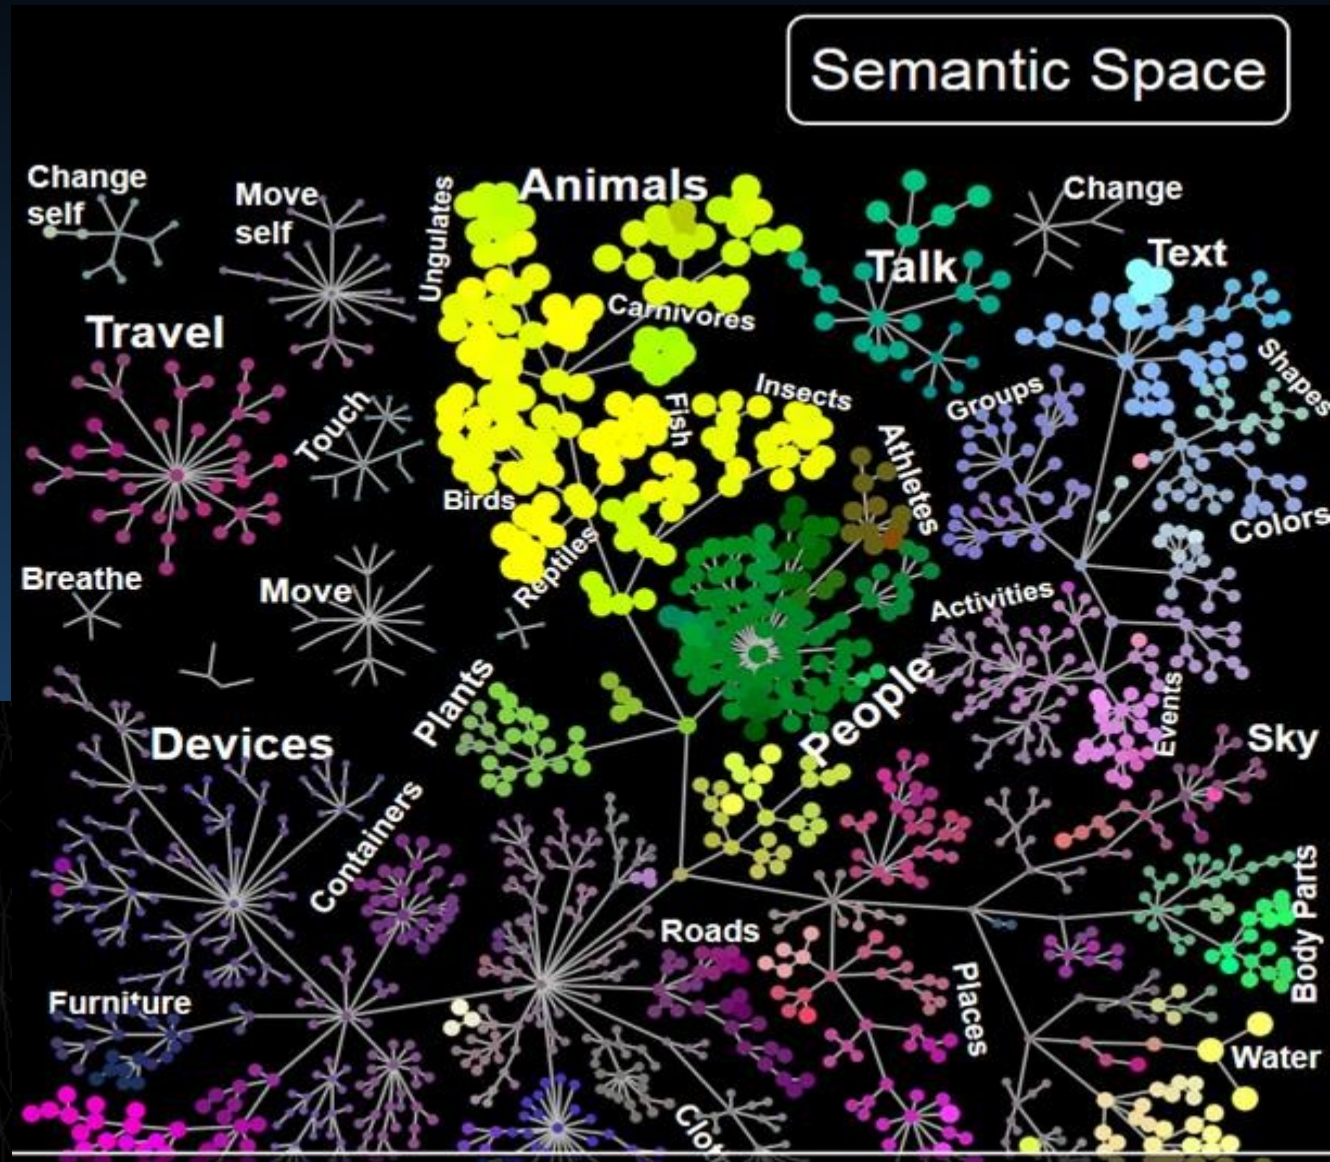 Semantic Space
Change
self
Move
self
Ungulates
Animals
Talk
Change
Text
Travel
Carnivores
Shapes
Touch
Fish
Insects
Groups
Athletes
Birds
Reptiles
Colors
Breathe
Move
Activities
Plants
People
Events
Sky
Devices
Containers
Body Parts
Roads
Places
Furniture
Water